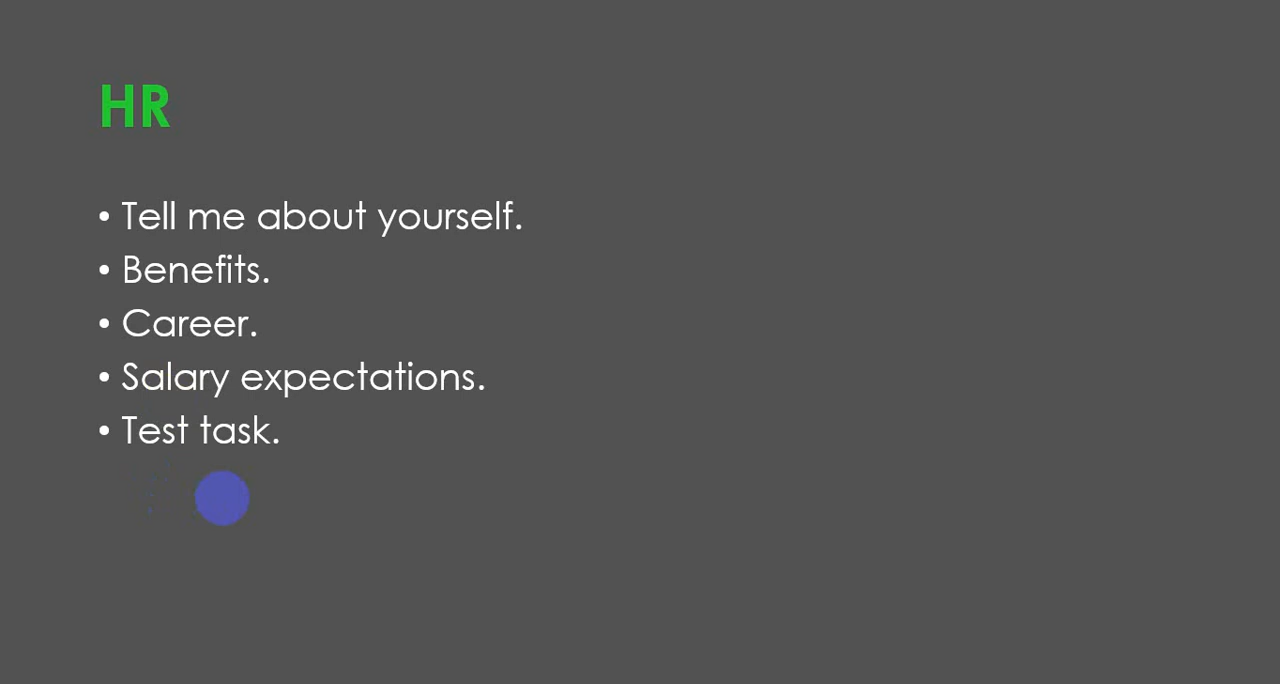 HR
• Tell me about yourself.
• Benefits.
• Career.
• Salary expectations.
• Test task.